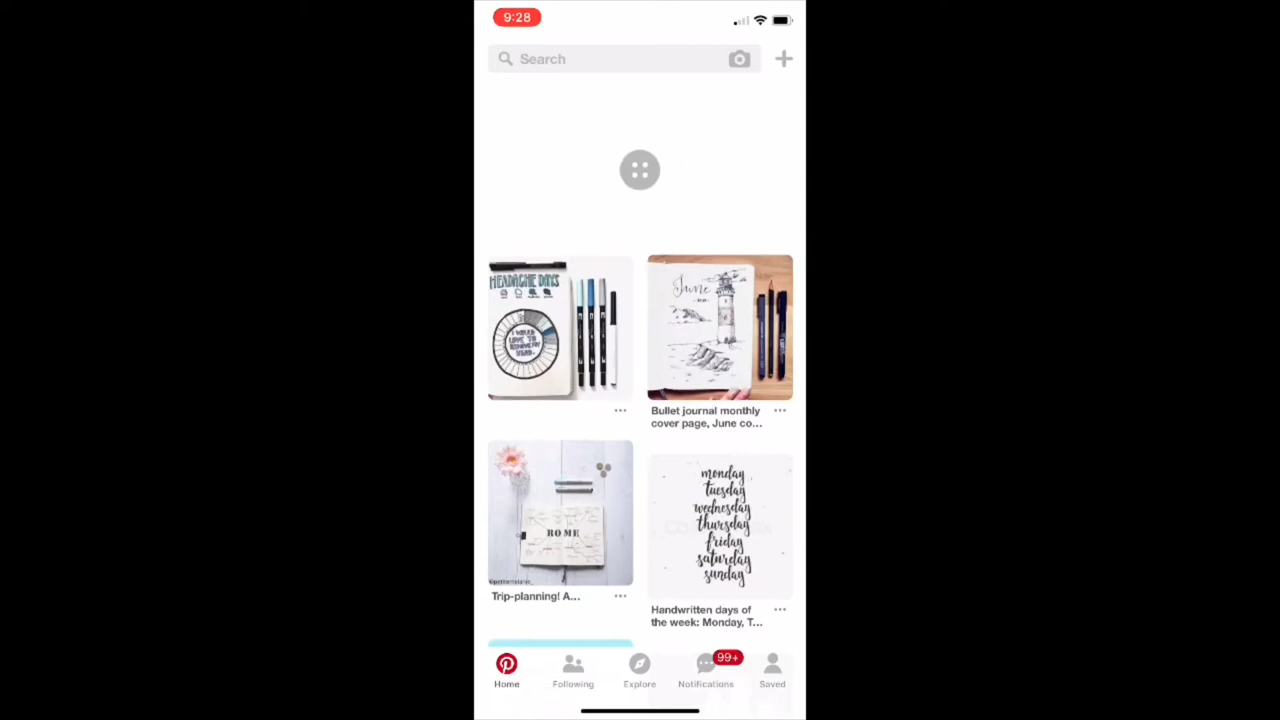 9:28
Search
HEADACHE DAYS
June
Bullet journal monthly
cover page, June co...
ROME
Trip-planning! A...
monday
tuesday
wednesday
thursday
friday
saturday
sunday
Handwritten days of
the week: Monday, T...
99+
Home
Following
Explore
Notifications
Saved